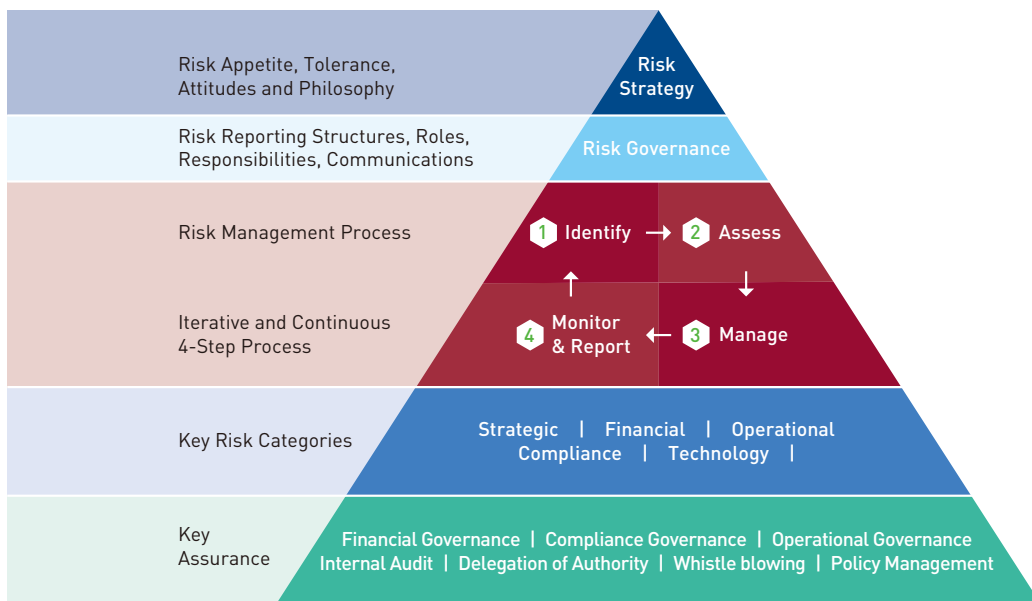 Risk Appetite, Tolerance,
Attitudes and Philosophy
Risk
Strategy
Risk Reporting Structures, Roles,
Responsibilities, Communications
Risk Governance
Risk Management Process
1 Identify
2 Assess
Iterative and Continuous
4-Step Process
4 Monitor
& Report
3 Manage
Key Risk Categories
Strategic | Financial | Operational
Compliance | Technology |
Key
Assurance
Financial Governance | Compliance Governance | Operational Governance
Internal Audit | Delegation of Authority | Whistle blowing | Policy Management